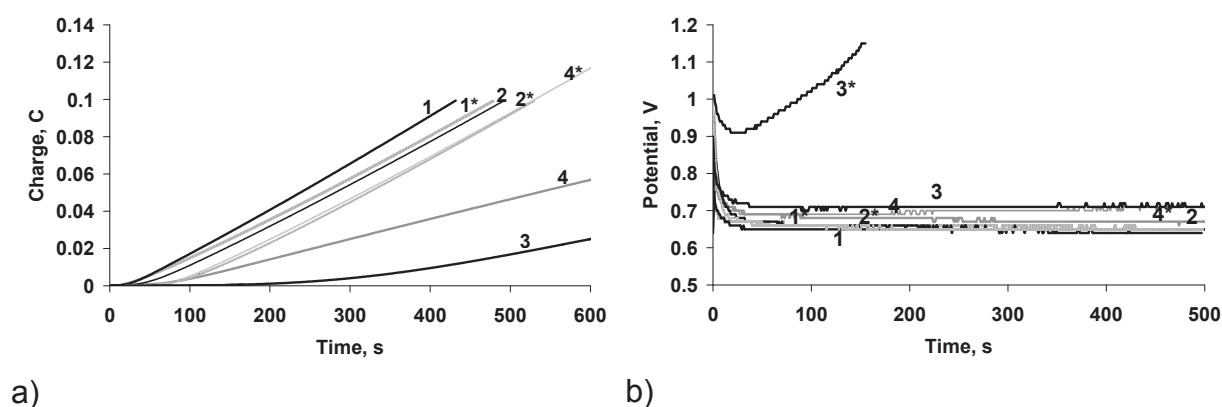 0.14
0.12
0.1
0.08
0.06
0.04
0.02
0
Charge, C
0 100 200 300 400 500 600
Time, s
1 1* 2 2* 4*
4
3
a)
1.2
1.1
1
0.9
0.8
0.7
0.6
0.5
Potential, V
0 100 200 300 400 500
Time, s
3*
3
1* 2* 4 4* 2
1
b)